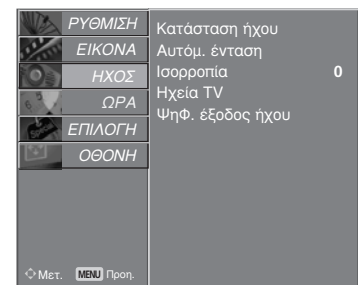 ΡΥΘΜΙΣΗ
ΕΙΚΟΝΑ
ΗΧΟΣ
ΩΡΑ
ΕΠΙΛΟΓΗ
ΟΘΟΝΗ
Κατάσταση ήχου
Αυτόμ. ένταση
Ισορροπία 0
Ηχεία TV
Ψηφ. έξοδος ήχου
Μετ. MENU Προη.